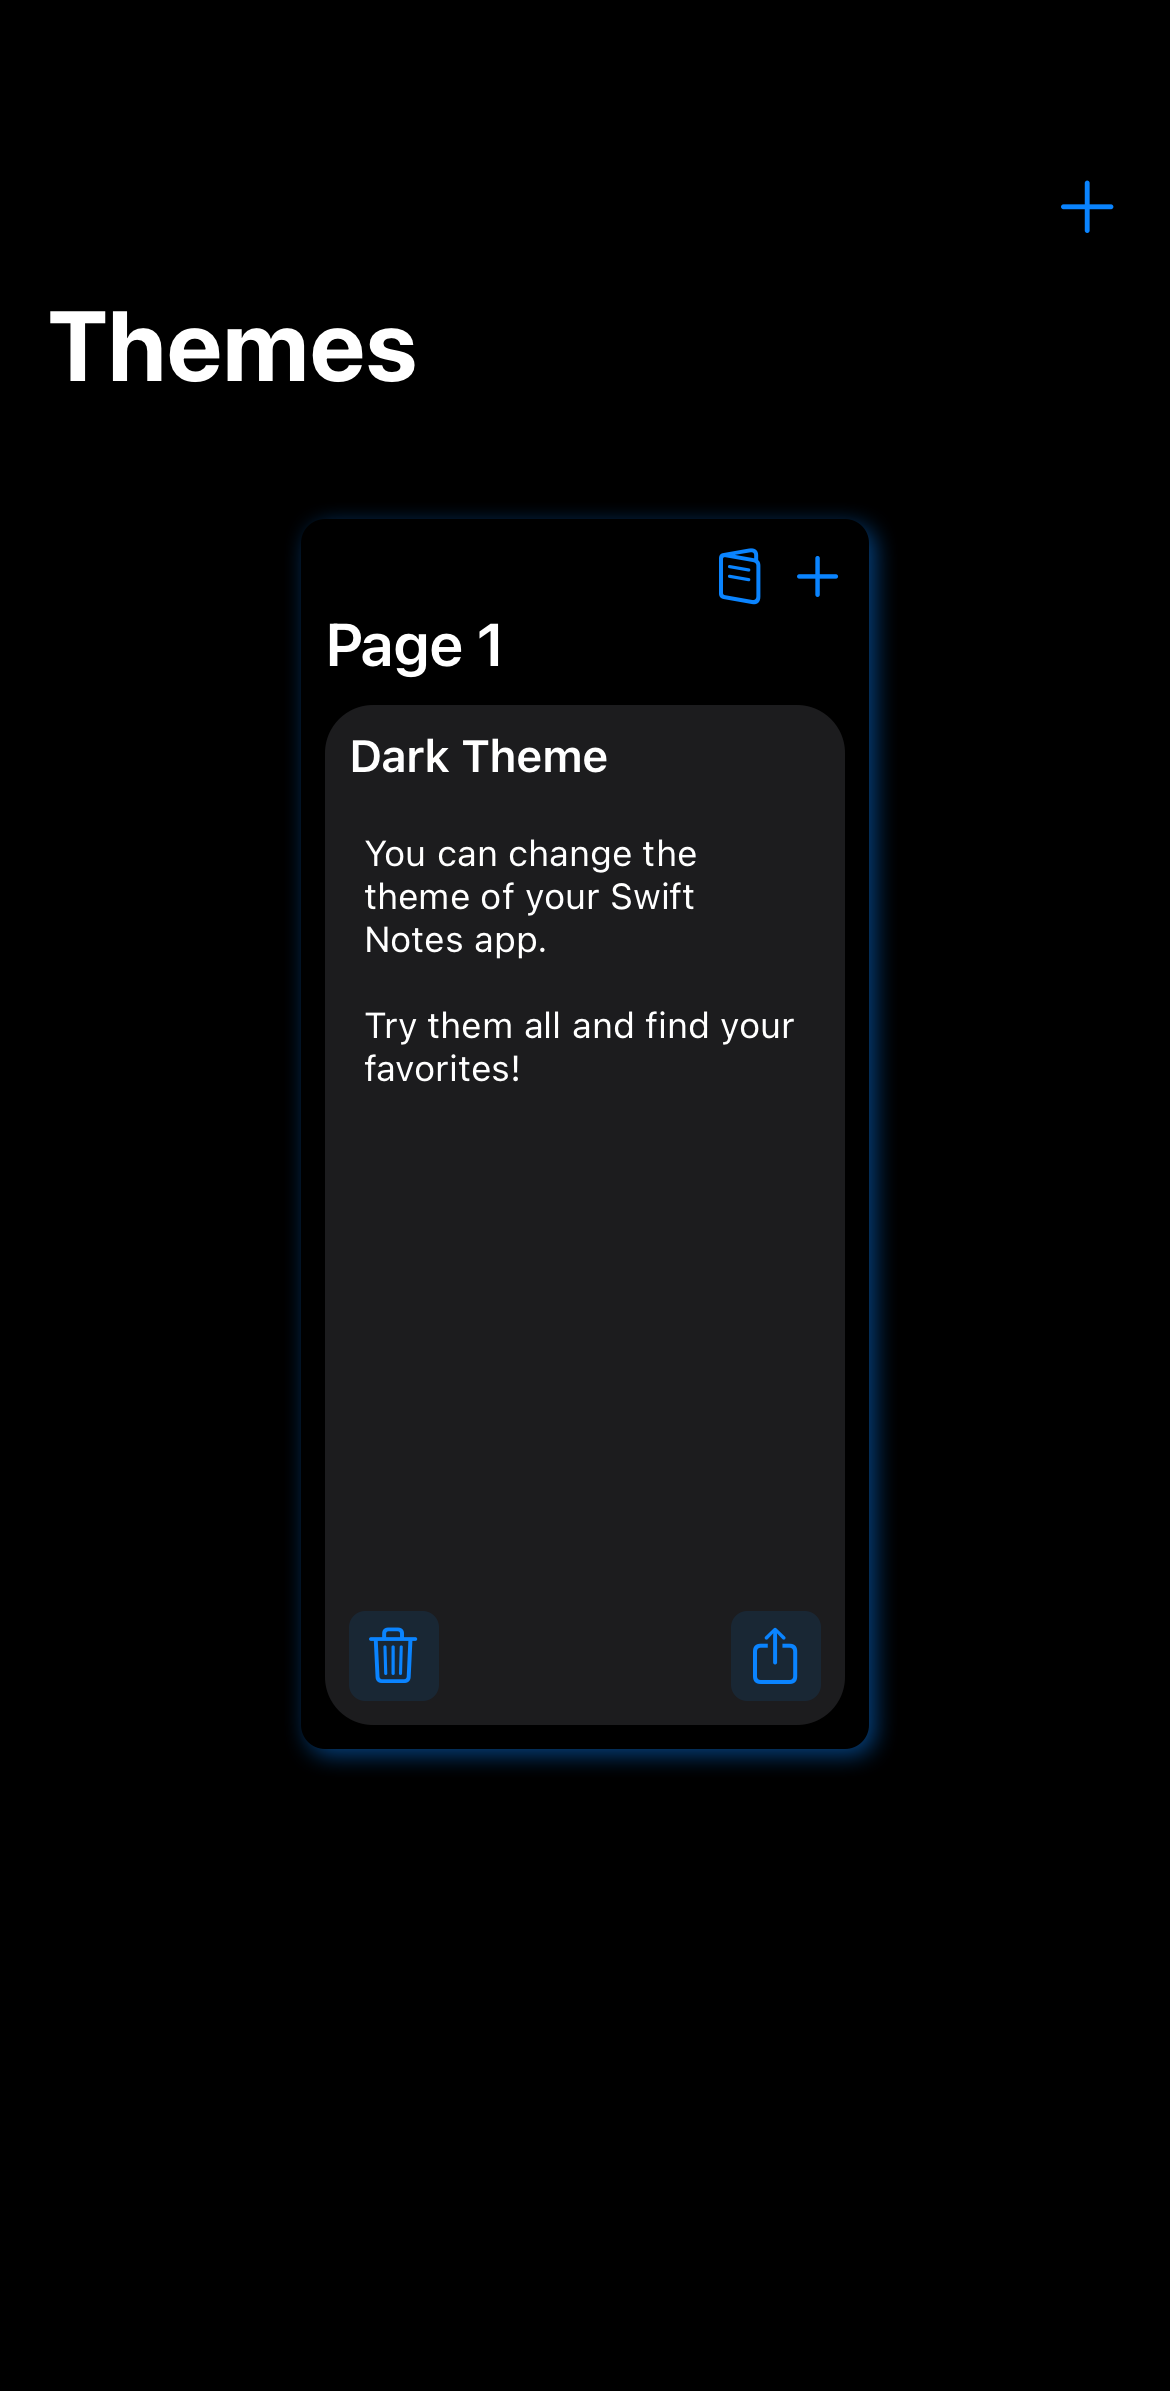 Themes
Page 1
Dark Theme
You can change the
theme of your Swift
Notes app.
Try them all and find your
favorites!